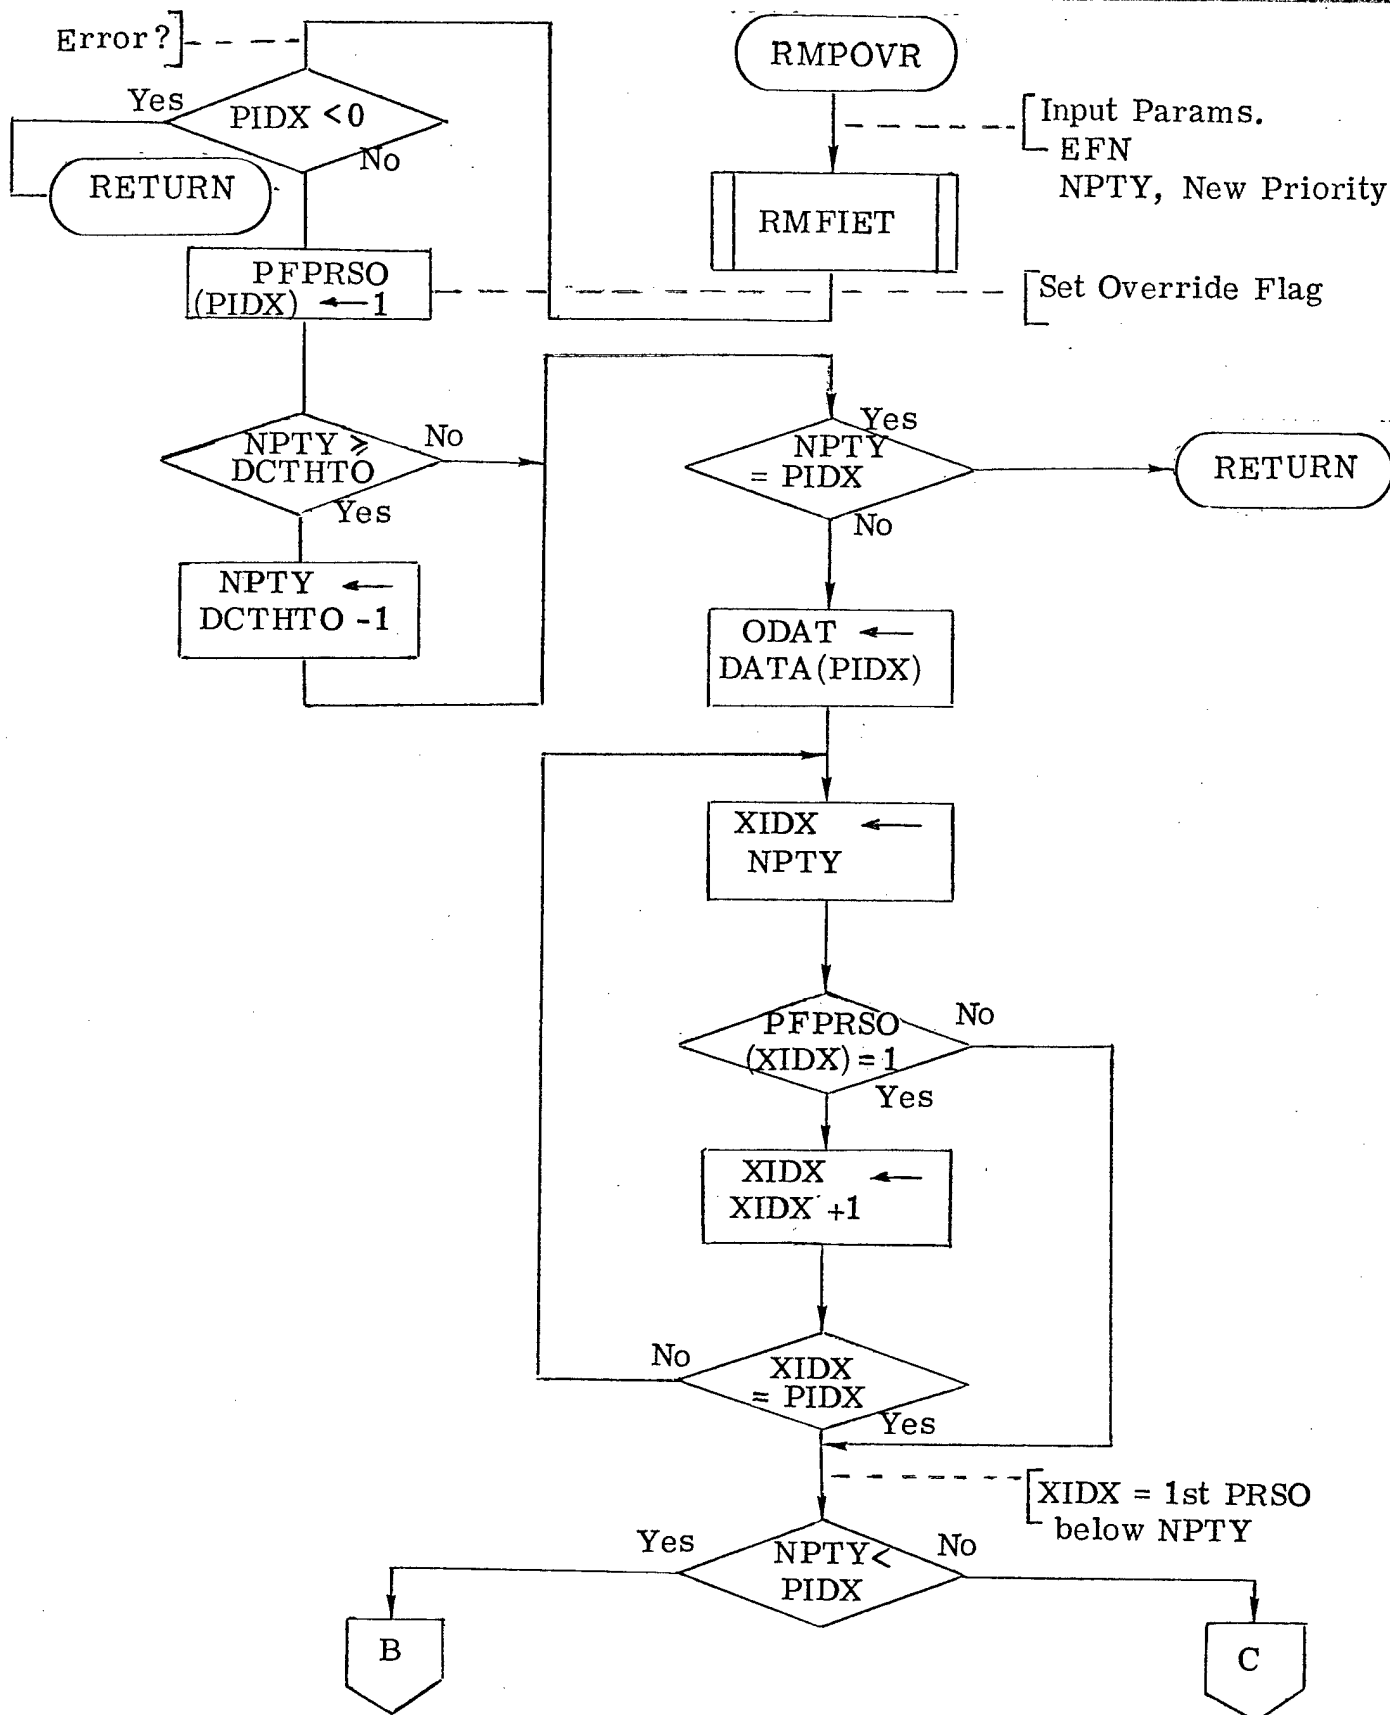 Error?
RMPOVR
Input Params.
EFN
NPTY, New Priority
Yes
PIDX <0
No
RETURN
RMFIET
PFPRSO
(PIDX) ← 1
Set Override Flag
NPTY ≥
DCTHTO
No
Yes
NPTY ←
DCTHTO -1
Yes
NPTY
= PIDX
No
RETURN
ODAT ←
DATA(PIDX)
XIDX ←
NPTY
PFPRSO
(XIDX) = 1
No
Yes
XIDX ←
XIDX +1
No
XIDX
= PIDX
Yes
XIDX = 1st PRSO
below NPTY
Yes
NPTY<
PIDX
No
B
C